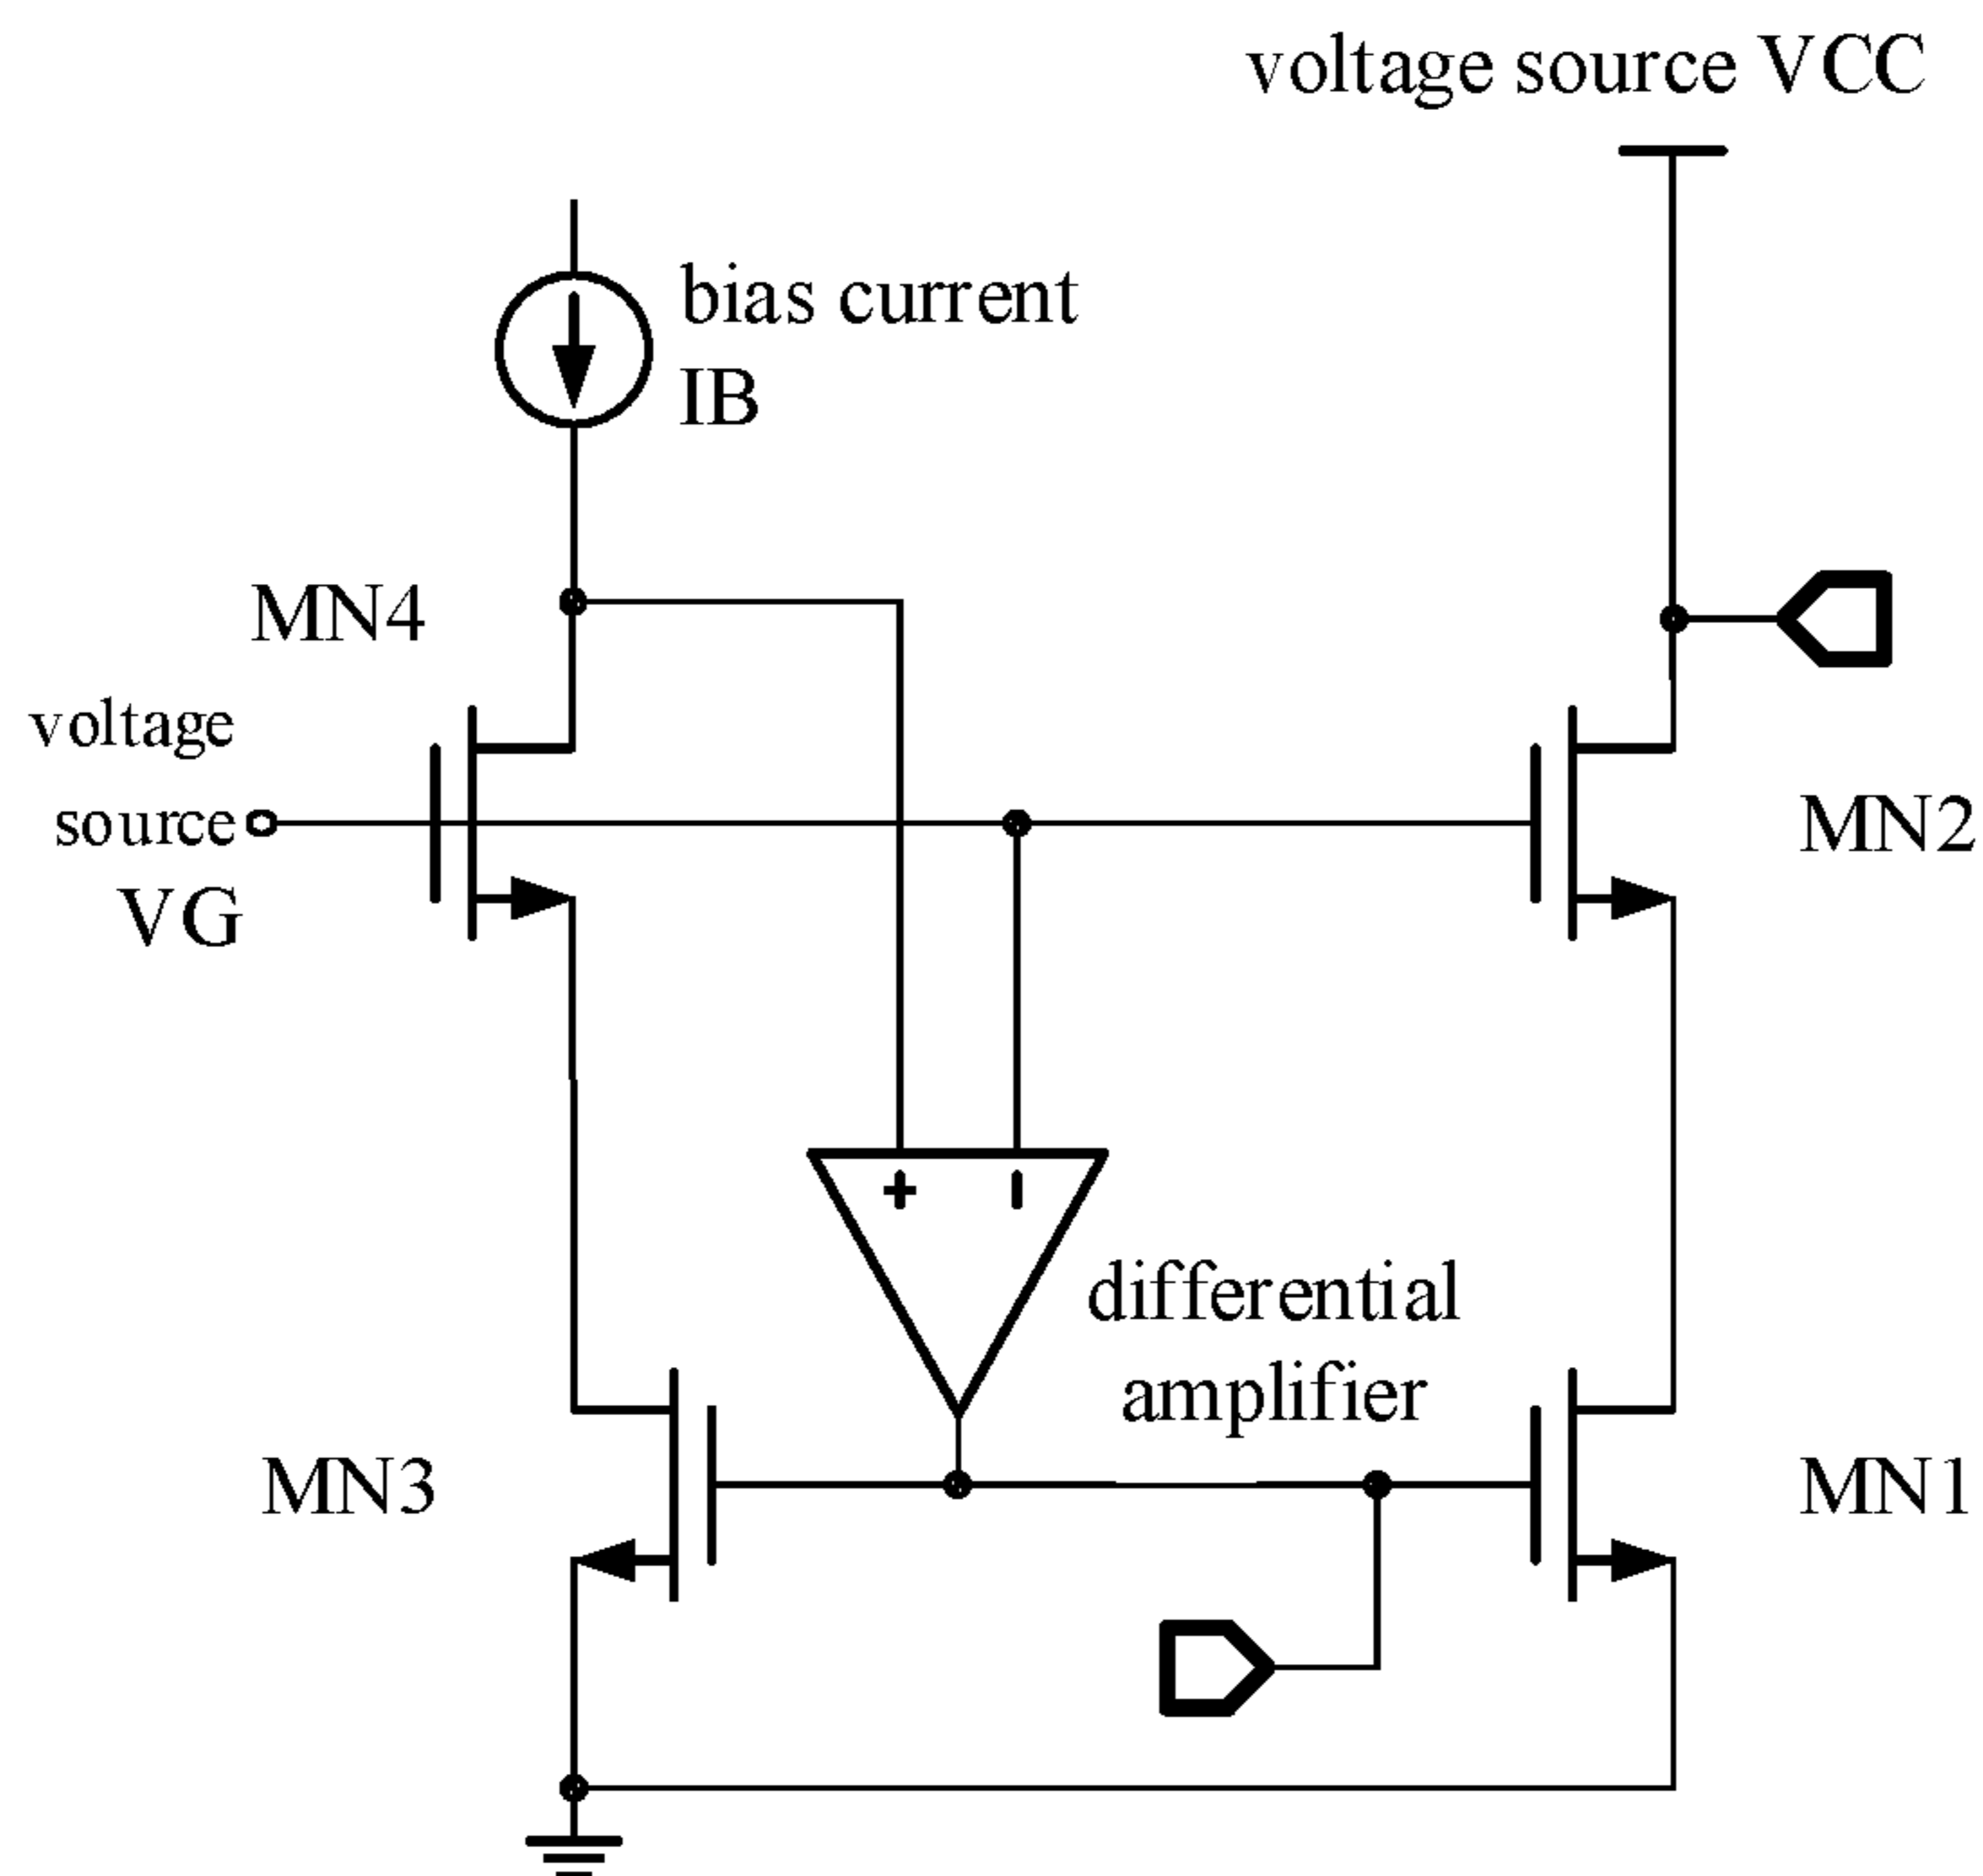 voltage source VCC
bias current
IB
MN4
voltage
source
VG
MN2
+ -
differential
amplifier
MN3
MN1